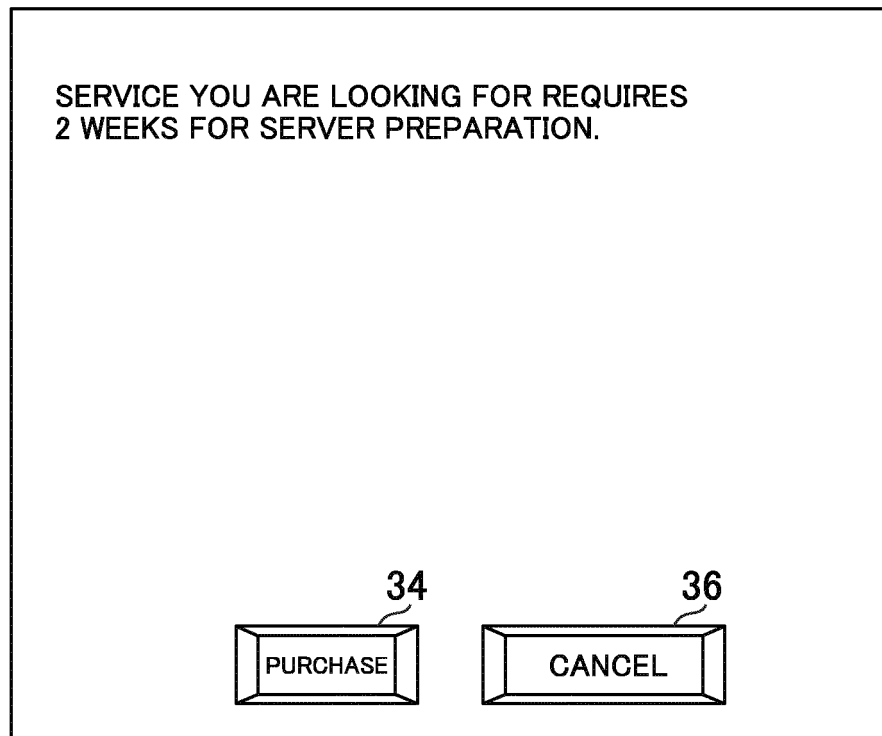 SERVICE YOU ARE LOOKING FOR REQUIRES
2 WEEKS FOR SERVER PREPARATION.
34 36
PURCHASE CANCEL